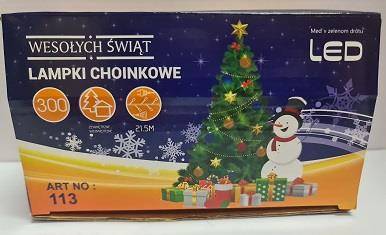 WESOŁYCH ŚWIĄT
LAMPKI CHOINKOWE
Med' v zelenom drôtu
LED
300
21.5M
ART NO :
113